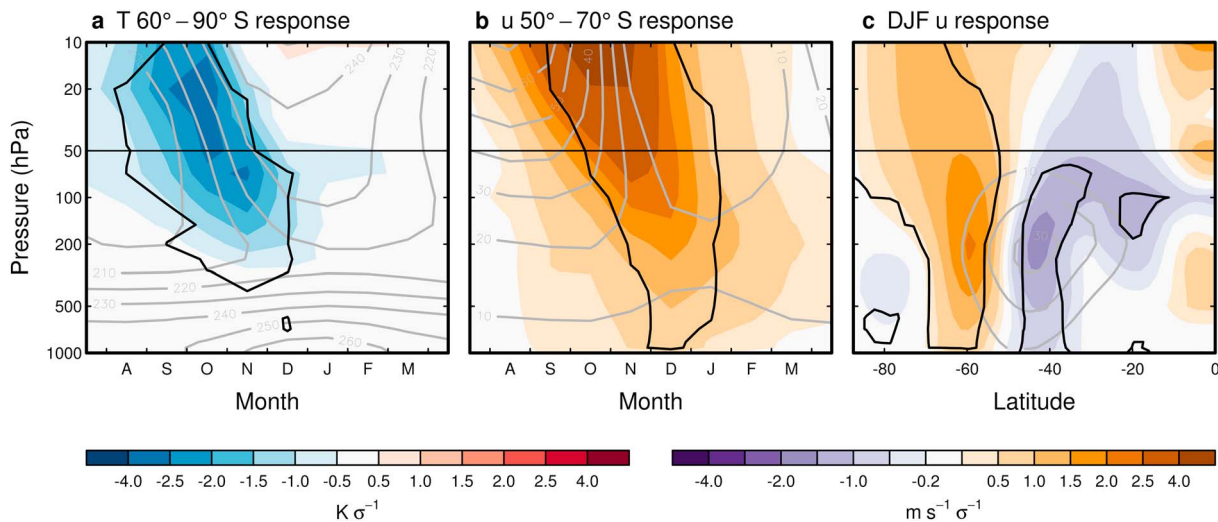 a T 60° – 90° S response
b u 50° – 70° S response
c DJF u response
Pressure (hPa)
10
20
50
100
200
500
1000
240
230
220
210
220
230
240
250
260
40
10
20
30
20
10
10
30
A S O N D J F M
A S O N D J F M
-80 -60 -40 -20 0
Month
Month
Latitude
-4.0 -2.5 -2.0 -1.5 -1.0 -0.5 0.5 1.0 1.5 2.0 2.5 4.0
-4.0 -2.0 -1.0 -0.2 0.5 1.0 1.5 2.0 2.5 4.0
K σ⁻¹
m s⁻¹ σ⁻¹